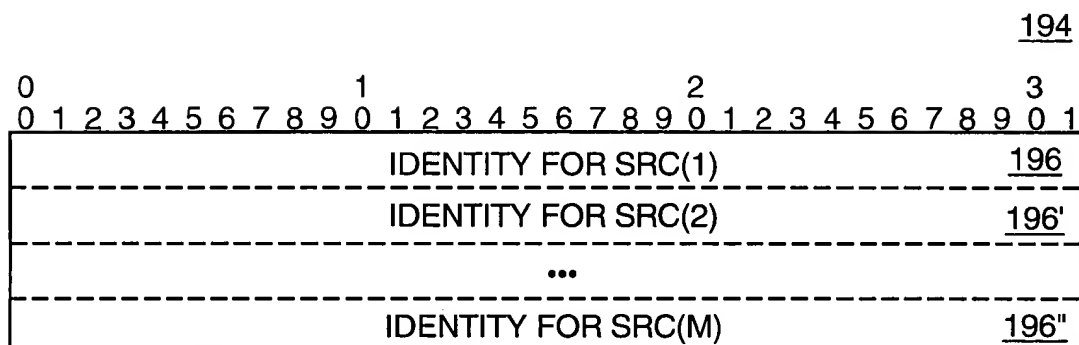 194
0 1 2 3
0 1 2 3 4 5 6 7 8 9 0 1 2 3 4 5 6 7 8 9 0 1 2 3 4 5 6 7 8 9 0 1
IDENTITY FOR SRC(1) 196
IDENTITY FOR SRC(2) 196'
•••
IDENTITY FOR SRC(M) 196"